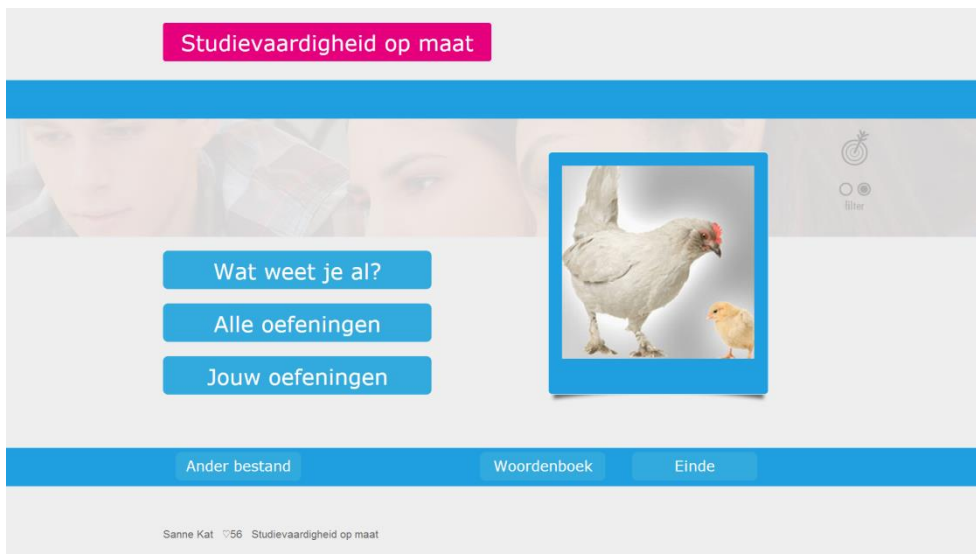 Studievaardigheid op maat
filter
Wat weet je al?
Alle oefeningen
Jouw oefeningen
Ander bestand Woordenboek Einde
Sanne Kat ♡56 Studievaardigheid op maat